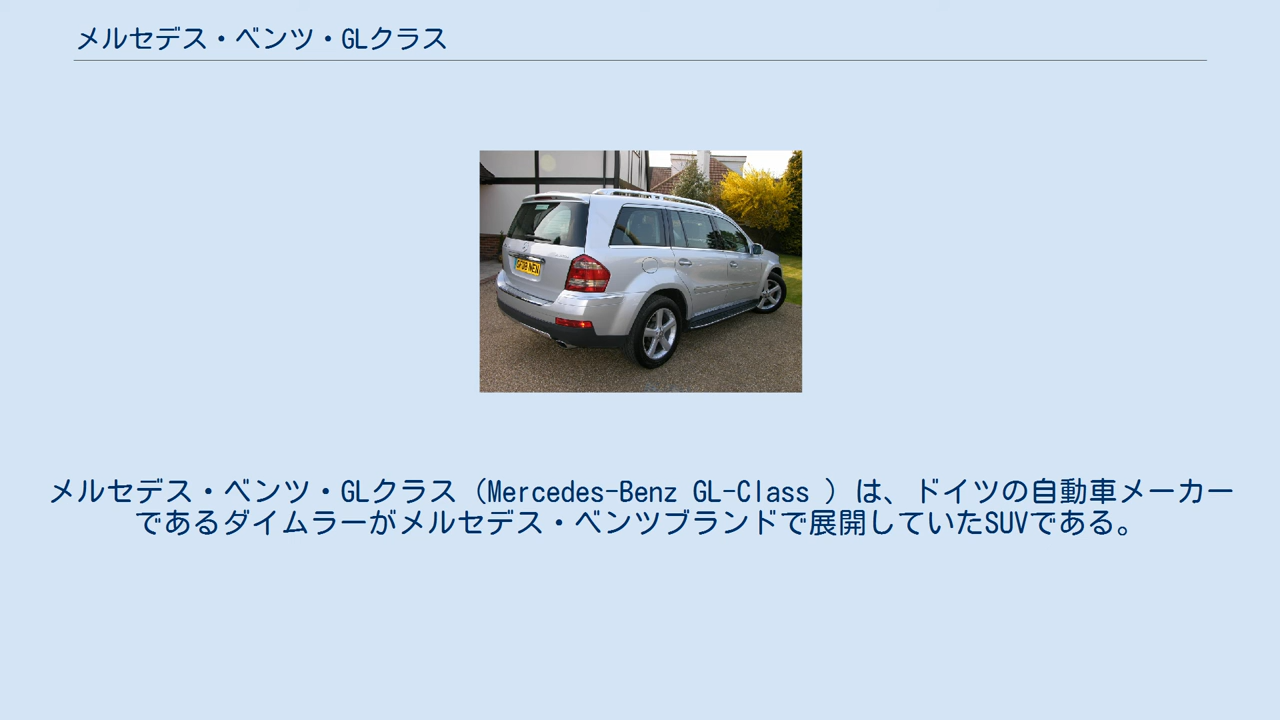 メルセデス・ベンツ・GLクラス
メルセデス・ベンツ・GLクラス（Mercedes-Benz GL-Class ）は、ドイツの自動車メーカー
であるダイムラーがメルセデス・ベンツブランドで展開していたSUVである。